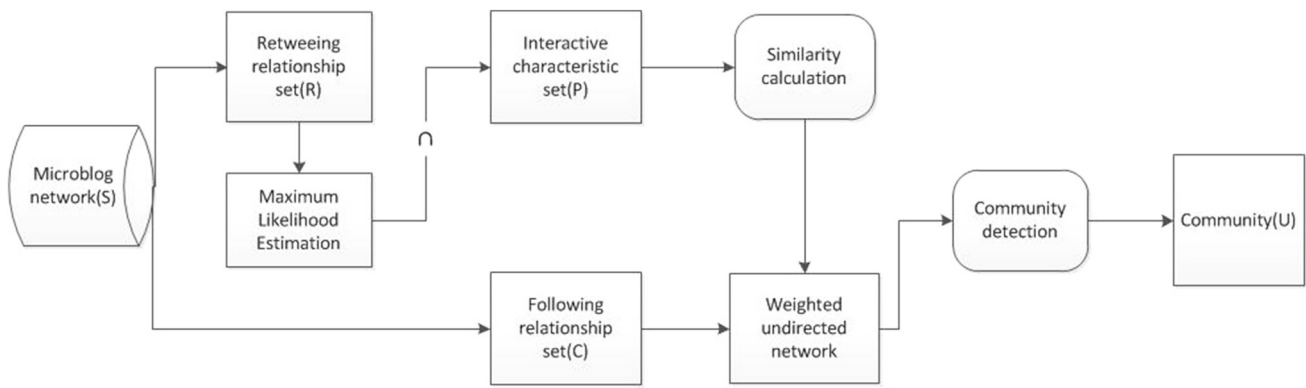 Retweeing
relationship
set(R)
Interactive
characteristic
set(P)
Similarity
calculation
∩
Microblog
network(S)
Maximum
Likelihood
Estimation
Community
detection
Community(U)
Following
relationship
set(C)
Weighted
undirected
network